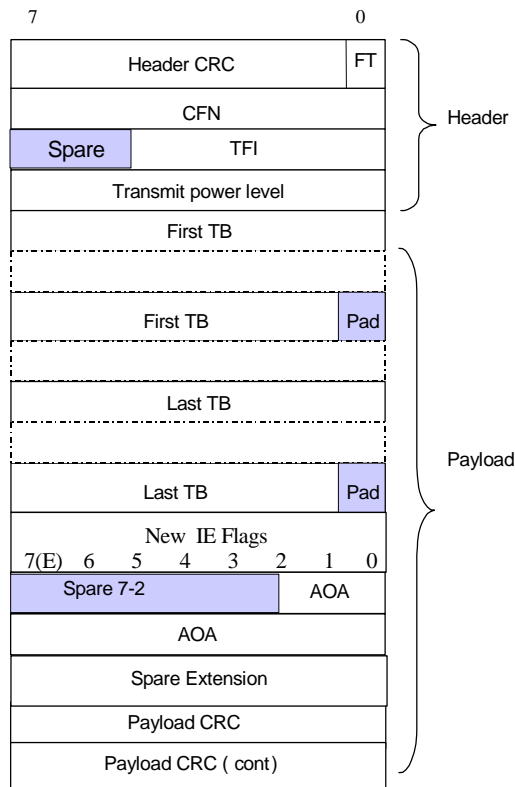 7 0
Header CRC FT
Header
CFN
Spare TFI
Transmit power level
First TB
First TB Pad
Last TB
Payload
Last TB Pad
New IE Flags
7(E) 6 5 4 3 2 1 0
Spare 7-2 AOA
AOA
Spare Extension
Payload CRC
Payload CRC ( cont)